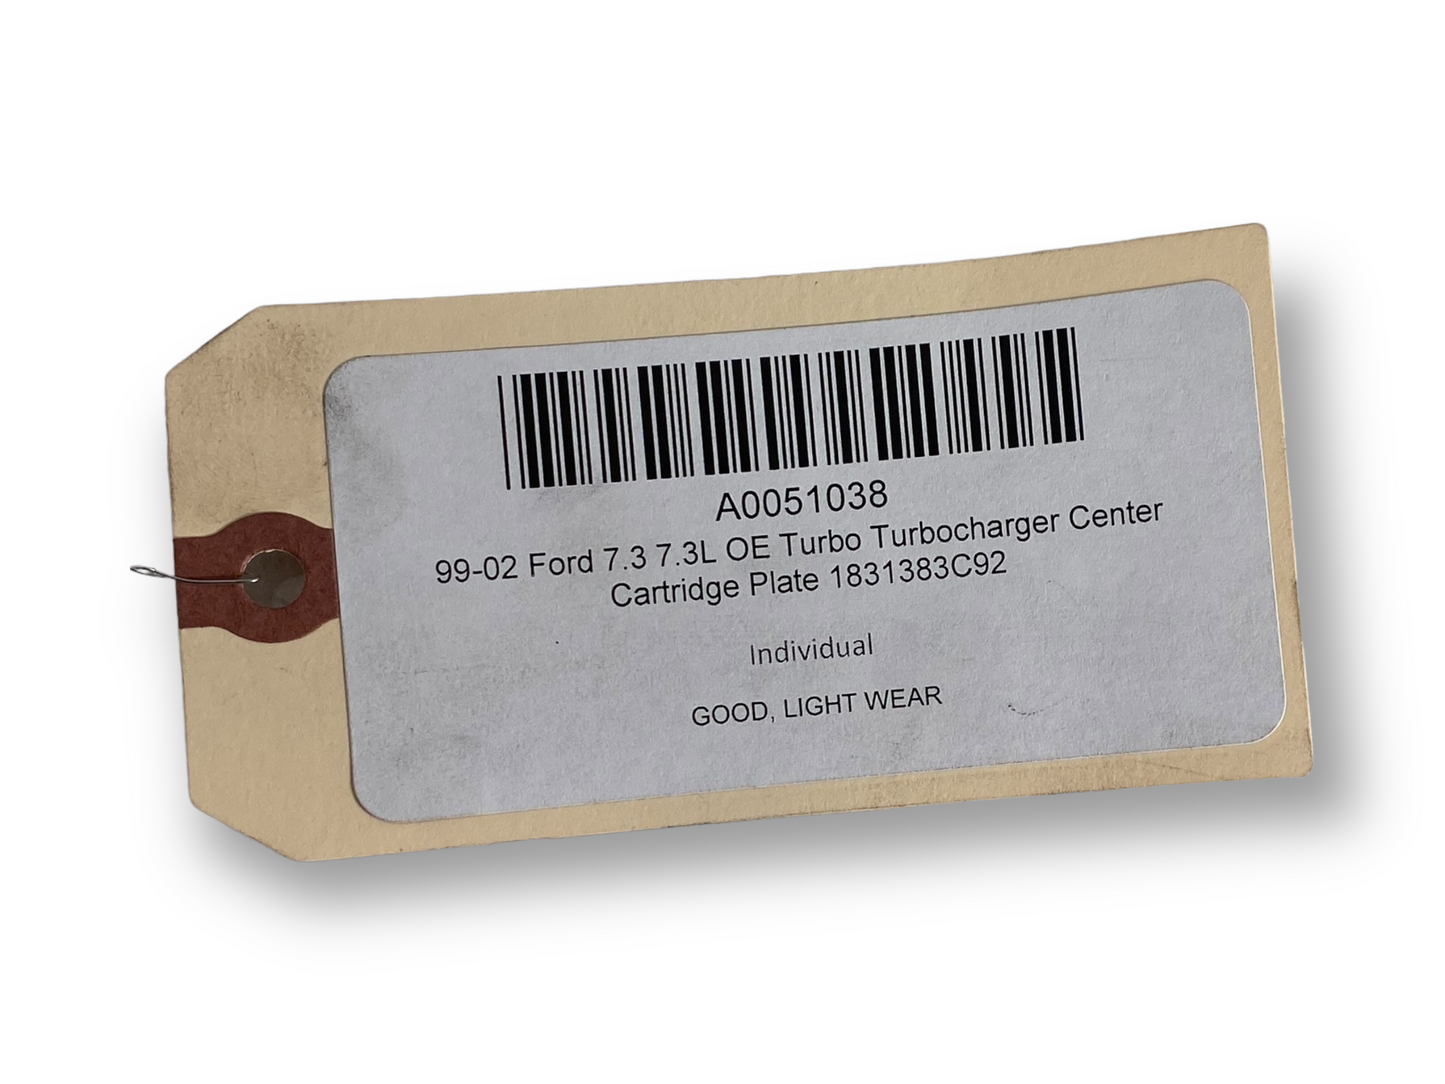 A0051038
99-02 Ford 7.3 7.3L OE Turbo Turbocharger Center
Cartridge Plate 1831383C92
Individual
GOOD, LIGHT WEAR